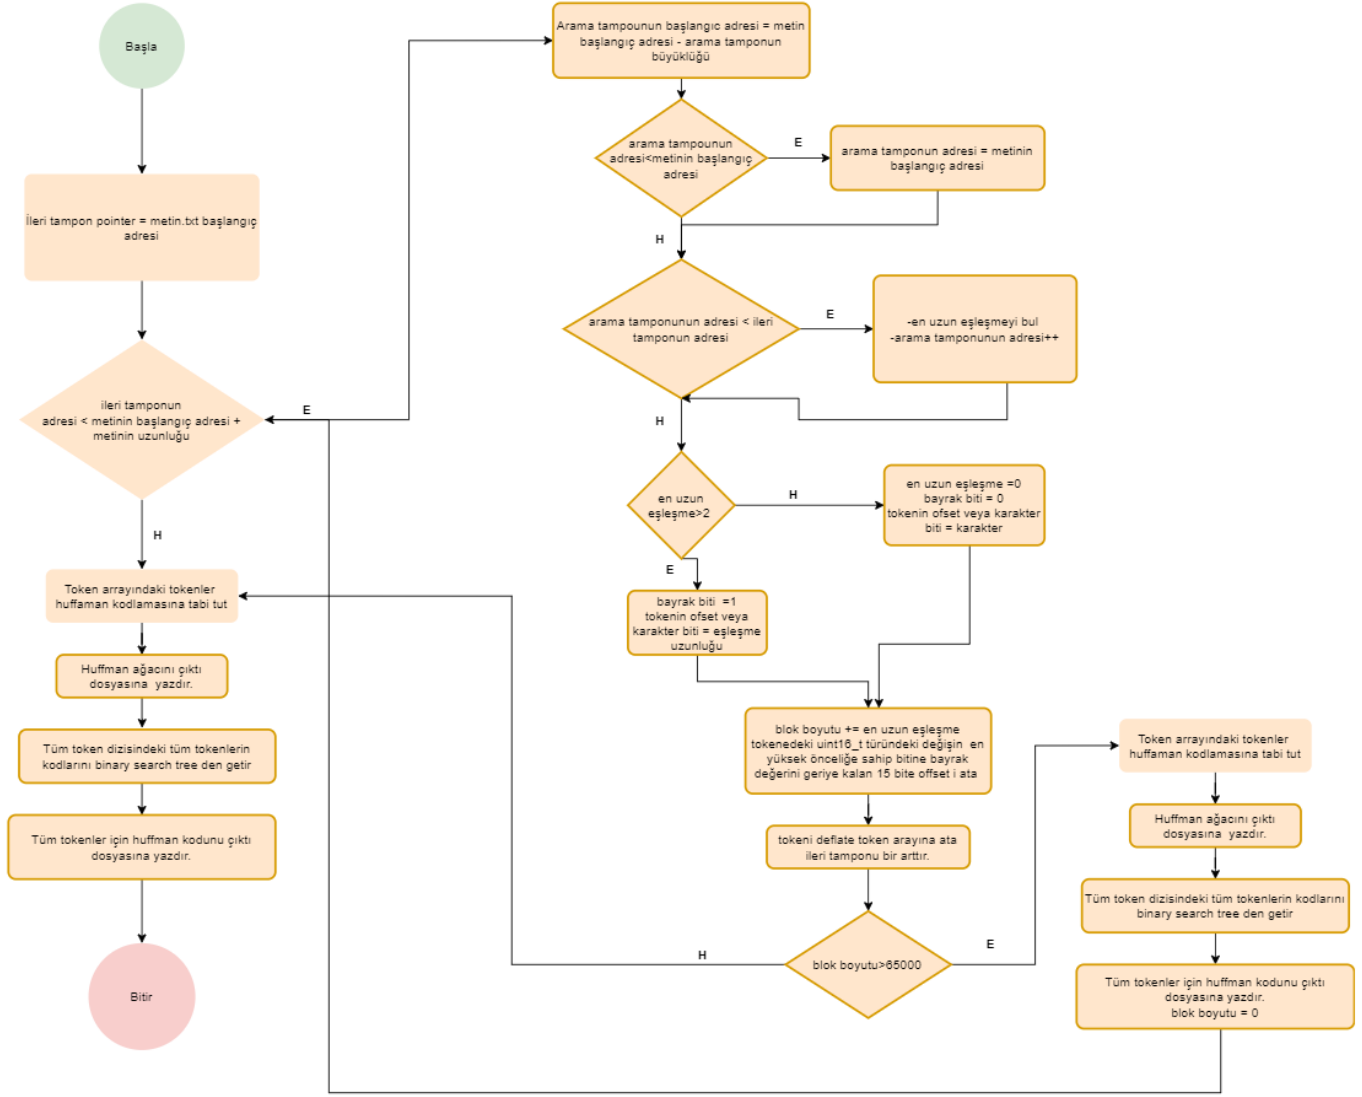 Başla
İleri tampon pointer = metin.txt başlangıç
adresi
ileri tamponun
adresi < metinin başlangıç adresi +
metinin uzunluğu
E
H
Token arrayındaki tokenler
huffaman kodlamasına tabi tut
Huffman ağacını çıktı
dosyasına yazdır.
Tüm token dizisindeki tüm tokenlerin
kodlarını binary search tree den getir
Tüm tokenler için huffman kodunu çıktı
dosyasına yazdır.
Bitir
Arama tampounun başlangıc adresi = metin
başlangıç adresi - arama tamponun
büyüklüğü
arama tampounun
adresi<metinin başlangıç
adresi
E
arama tamponun adresi = metinin
başlangıç adresi
H
arama tamponunun adresi < ileri
tamponun adresi
E
-en uzun eşleşmeyi bul
-arama tamponunun adresi++
H
en uzun
eşleşme>2
H
en uzun eşleşme =0
bayrak biti = 0
tokenin ofset veya karakter
biti = karakter
E
bayrak biti =1
tokenin ofset veya
karakter biti = eşleşme
uzunluğu
blok boyutu += en uzun eşleşme
tokenedeki uint16_t türündeki değişin en
yüksek önceliğe sahip bitine bayrak
değerini geriye kalan 15 bite offset i ata
tokeni deflate token arayına ata
ileri tamponu bir arttır.
blok boyutu>65000
H
E
Token arrayındaki tokenler
huffaman kodlamasına tabi tut
Huffman ağacını çıktı
dosyasına yazdır.
Tüm token dizisindeki tüm tokenlerin kodlarını
binary search tree den getir
Tüm tokenler için huffman kodunu çıktı
dosyasına yazdır.
blok boyutu = 0